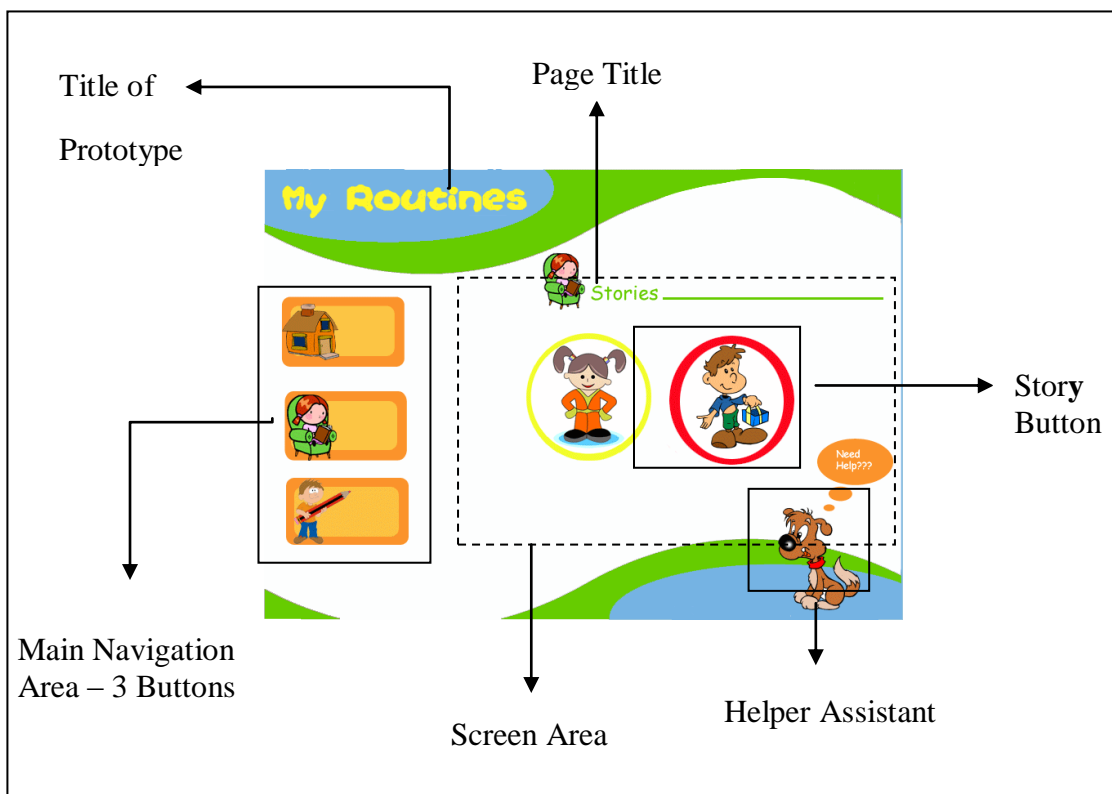 Page Title
Title of
Prototype
My Routines
Stories
Story
Button
Need
Help???
Main Navigation
Area – 3 Buttons
Helper Assistant
Screen Area